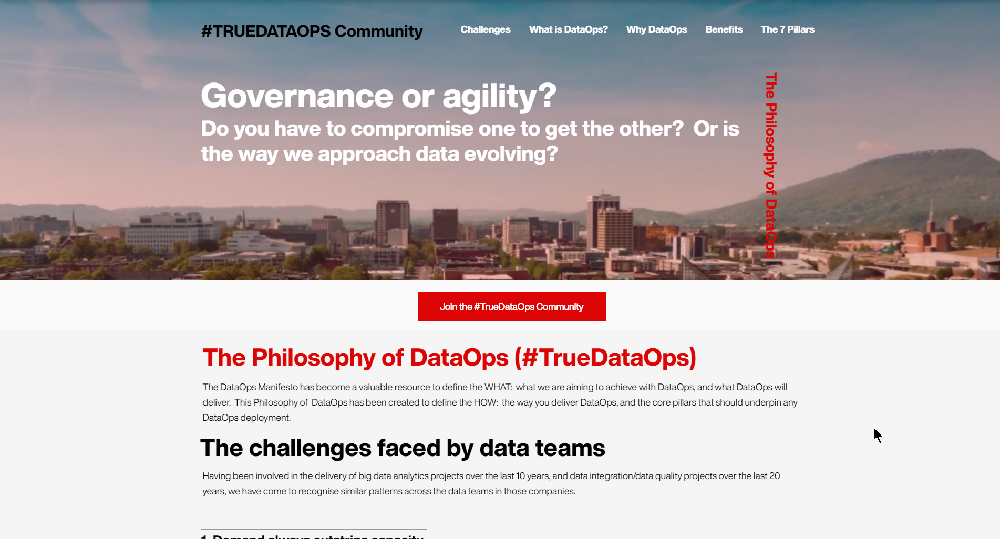 #TRUEDATAOPS Community
Challenges
What is DataOps?
Why DataOps
Benefits
The 7 Pillars
Governance or agility?
Do you have to compromise one to get the other?  Or is
the way we approach data evolving?
The Philosophy of DataOps
Join the #TrueDataOps Community
The Philosophy of DataOps (#TrueDataOps)
The DataOps Manifesto has become a valuable resource to define the WHAT:  what we are aiming to achieve with DataOps, and what DataOps will
deliver.  This Philosophy of  DataOps has been created to define the HOW:  the way you deliver DataOps, and the core pillars that should underpin any
DataOps deployment.
The challenges faced by data teams
Having been involved in the delivery of big data analytics projects over the last 10 years, and data integration/data quality projects over the last 20
years, we have come to recognise similar patterns across the data teams in those companies.
1. Demand always outstrips capacity